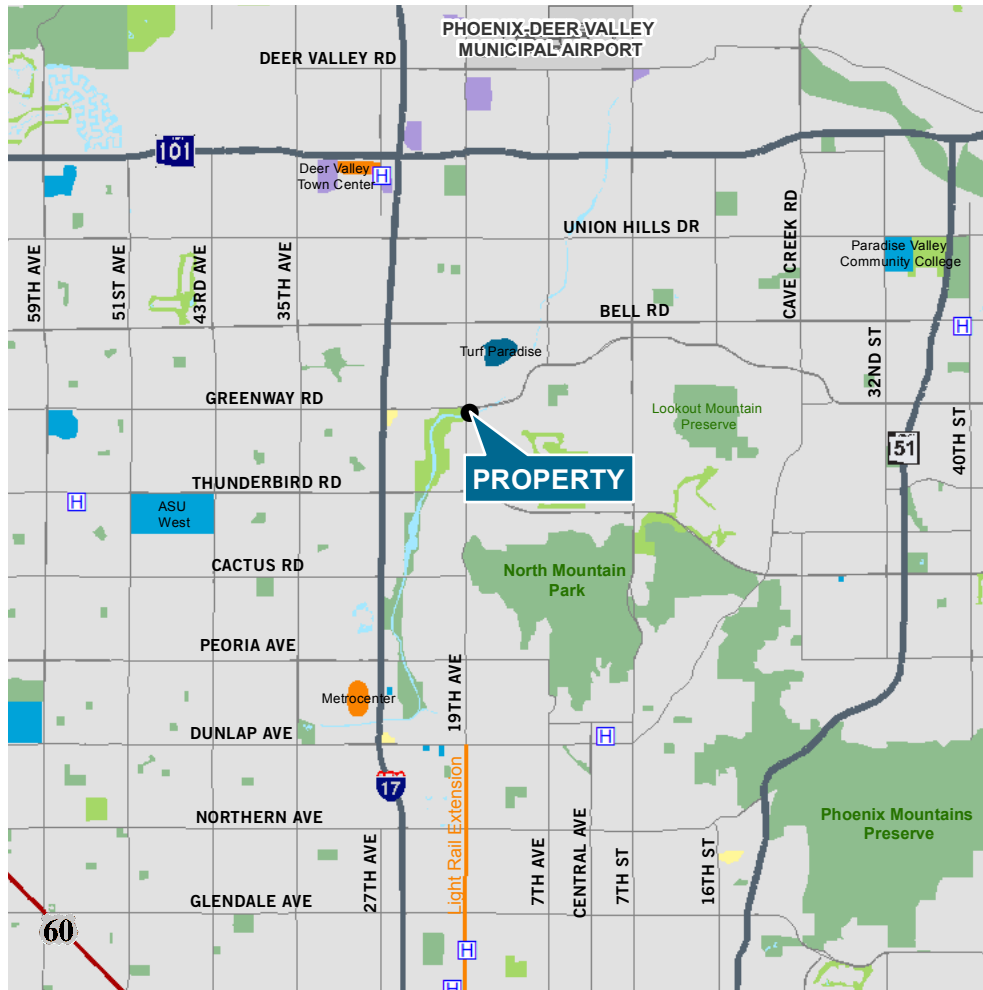 PHOENIX-DEER VALLEY
MUNICIPAL AIRPORT
DEER VALLEY RD
101
Deer Valley
Town Center
H
UNION HILLS DR
CAVE CREEK RD
Paradise Valley
Community College
59TH AVE
51ST AVE
43RD AVE
35TH AVE
BELL RD
H
Turf Paradise
32ND ST
GREENWAY RD
Lookout Mountain
Preserve
40TH ST
51
PROPERTY
THUNDERBIRD RD
H
ASU
West
CACTUS RD
North Mountain
Park
PEORIA AVE
19TH AVE
Metrocenter
DUNLAP AVE
H
17
Light Rail Extension
NORTHERN AVE
Phoenix Mountains
Preserve
27TH AVE
7TH AVE
CENTRAL AVE
7TH ST
16TH ST
GLENDALE AVE
60
H
H